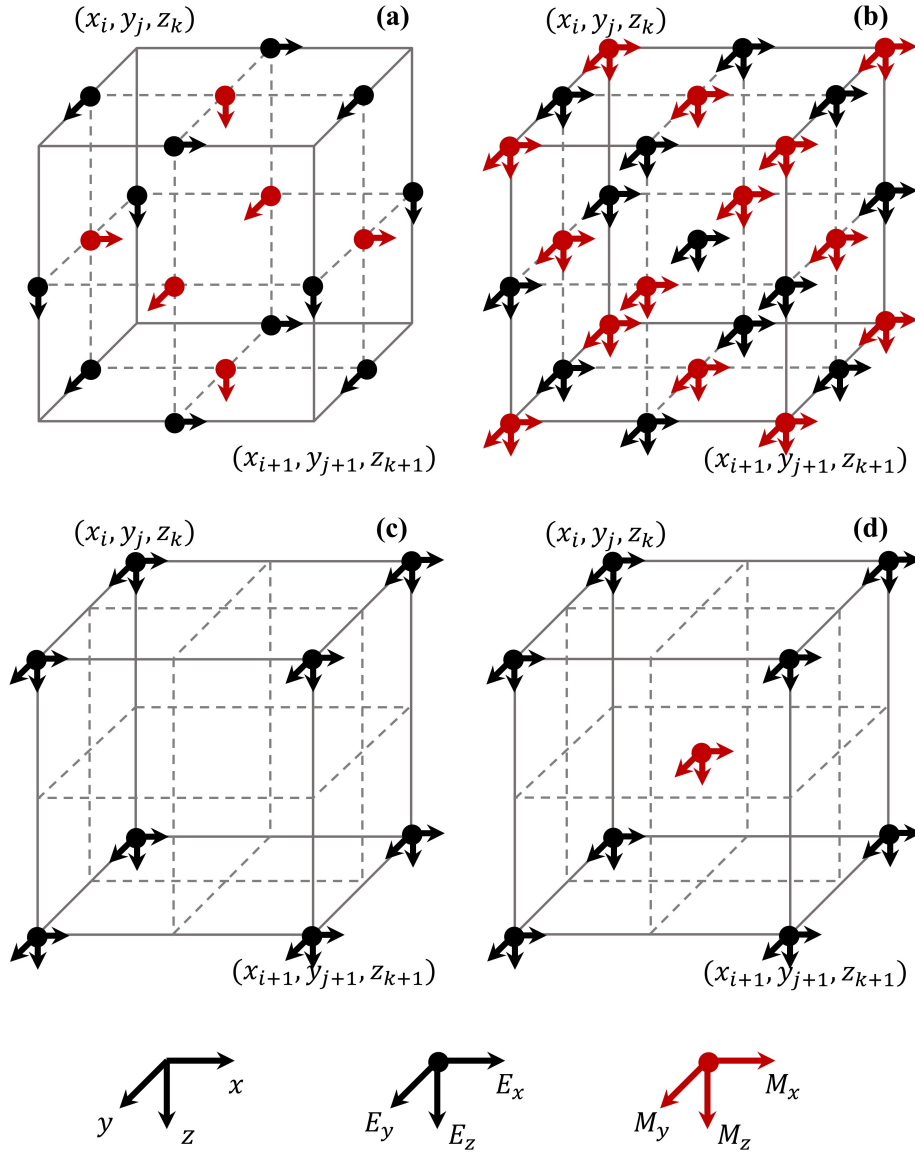 (x_i, y_j, z_k) (a)
(x_i, y_j, z_k) (b)
(x_{i+1}, y_{j+1}, z_{k+1})
(x_{i+1}, y_{j+1}, z_{k+1})
(x_i, y_j, z_k) (c)
(x_i, y_j, z_k) (d)
(x_{i+1}, y_{j+1}, z_{k+1})
(x_{i+1}, y_{j+1}, z_{k+1})
x
y
z
E_x
E_y
E_z
M_x
M_y
M_z